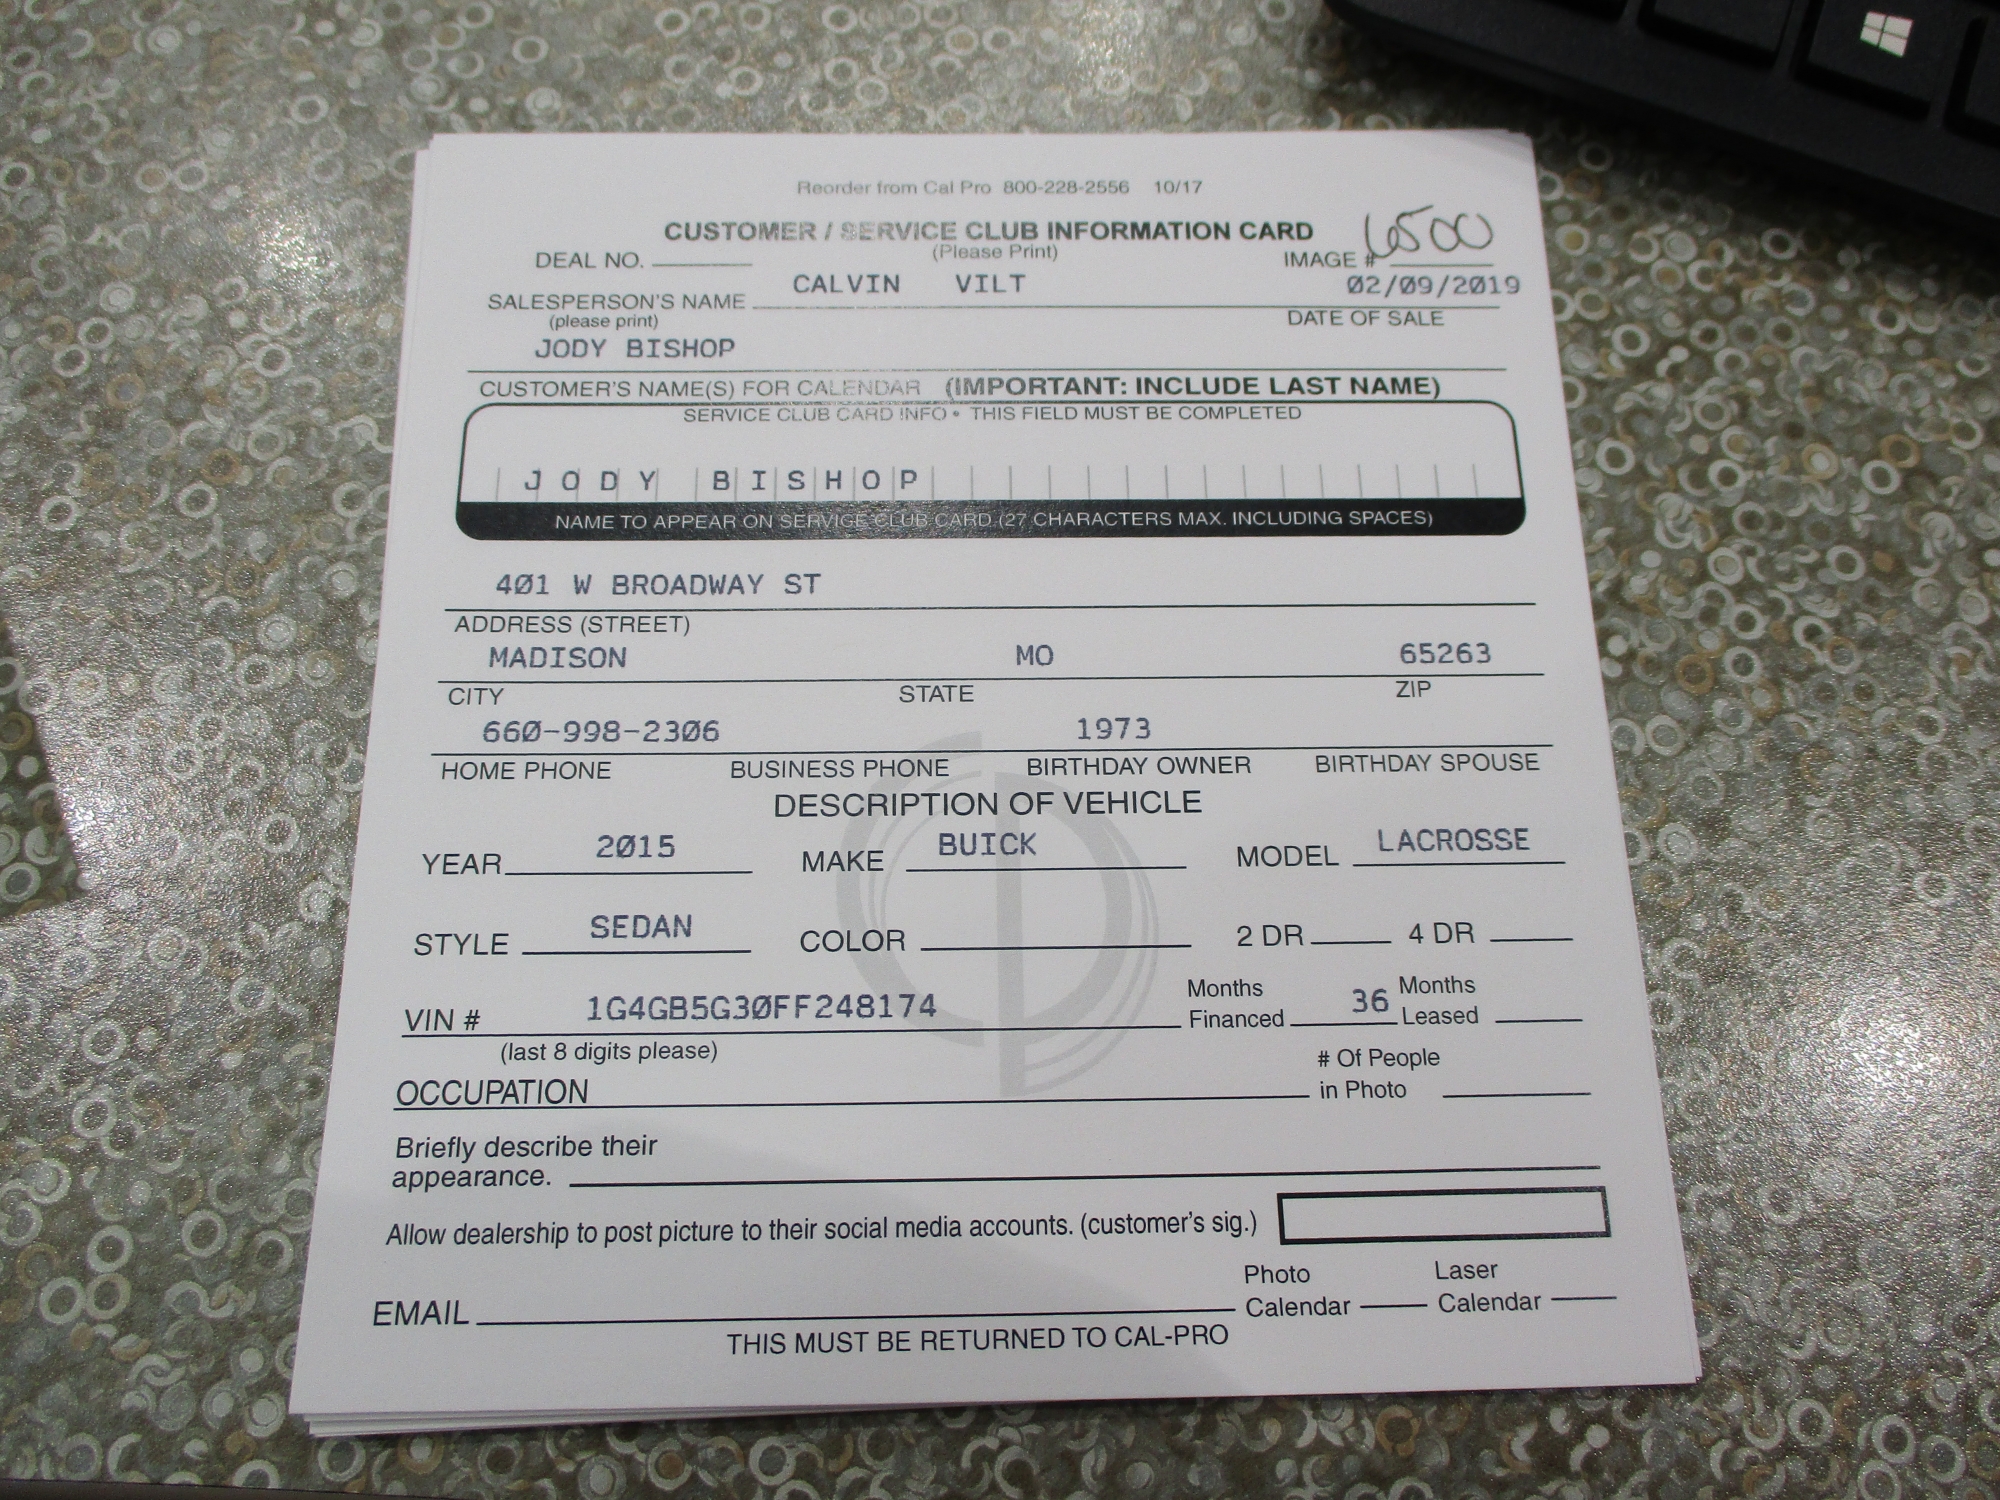 Reorder from Cal Pro 800-228-2556 10/17
CUSTOMER / SERVICE CLUB INFORMATION CARD
(Please Print)
DEAL NO. IMAGE # 6500
CALVIN VILT 02/09/2019
SALESPERSON'S NAME
(please print) DATE OF SALE
JODY BISHOP
CUSTOMER'S NAME(S) FOR CALENDAR (IMPORTANT: INCLUDE LAST NAME)
SERVICE CLUB CARD INFO • THIS FIELD MUST BE COMPLETED
JODY BISHOP
NAME TO APPEAR ON SERVICE CLUB CARD (27 CHARACTERS MAX. INCLUDING SPACES)
401 W BROADWAY ST
ADDRESS (STREET)
MADISON MO 65263
CITY STATE ZIP
660-998-2306 1973
HOME PHONE BUSINESS PHONE BIRTHDAY OWNER BIRTHDAY SPOUSE
DESCRIPTION OF VEHICLE
YEAR 2015 MAKE BUICK MODEL LACROSSE
STYLE SEDAN COLOR 2 DR 4 DR
VIN # 1G4GB5G30FF248174 Months Financed 36 Months Leased
(last 8 digits please)
OCCUPATION # Of People in Photo
Briefly describe their
appearance.
Allow dealership to post picture to their social media accounts. (customer's sig.)
EMAIL Photo Calendar Laser Calendar
THIS MUST BE RETURNED TO CAL-PRO